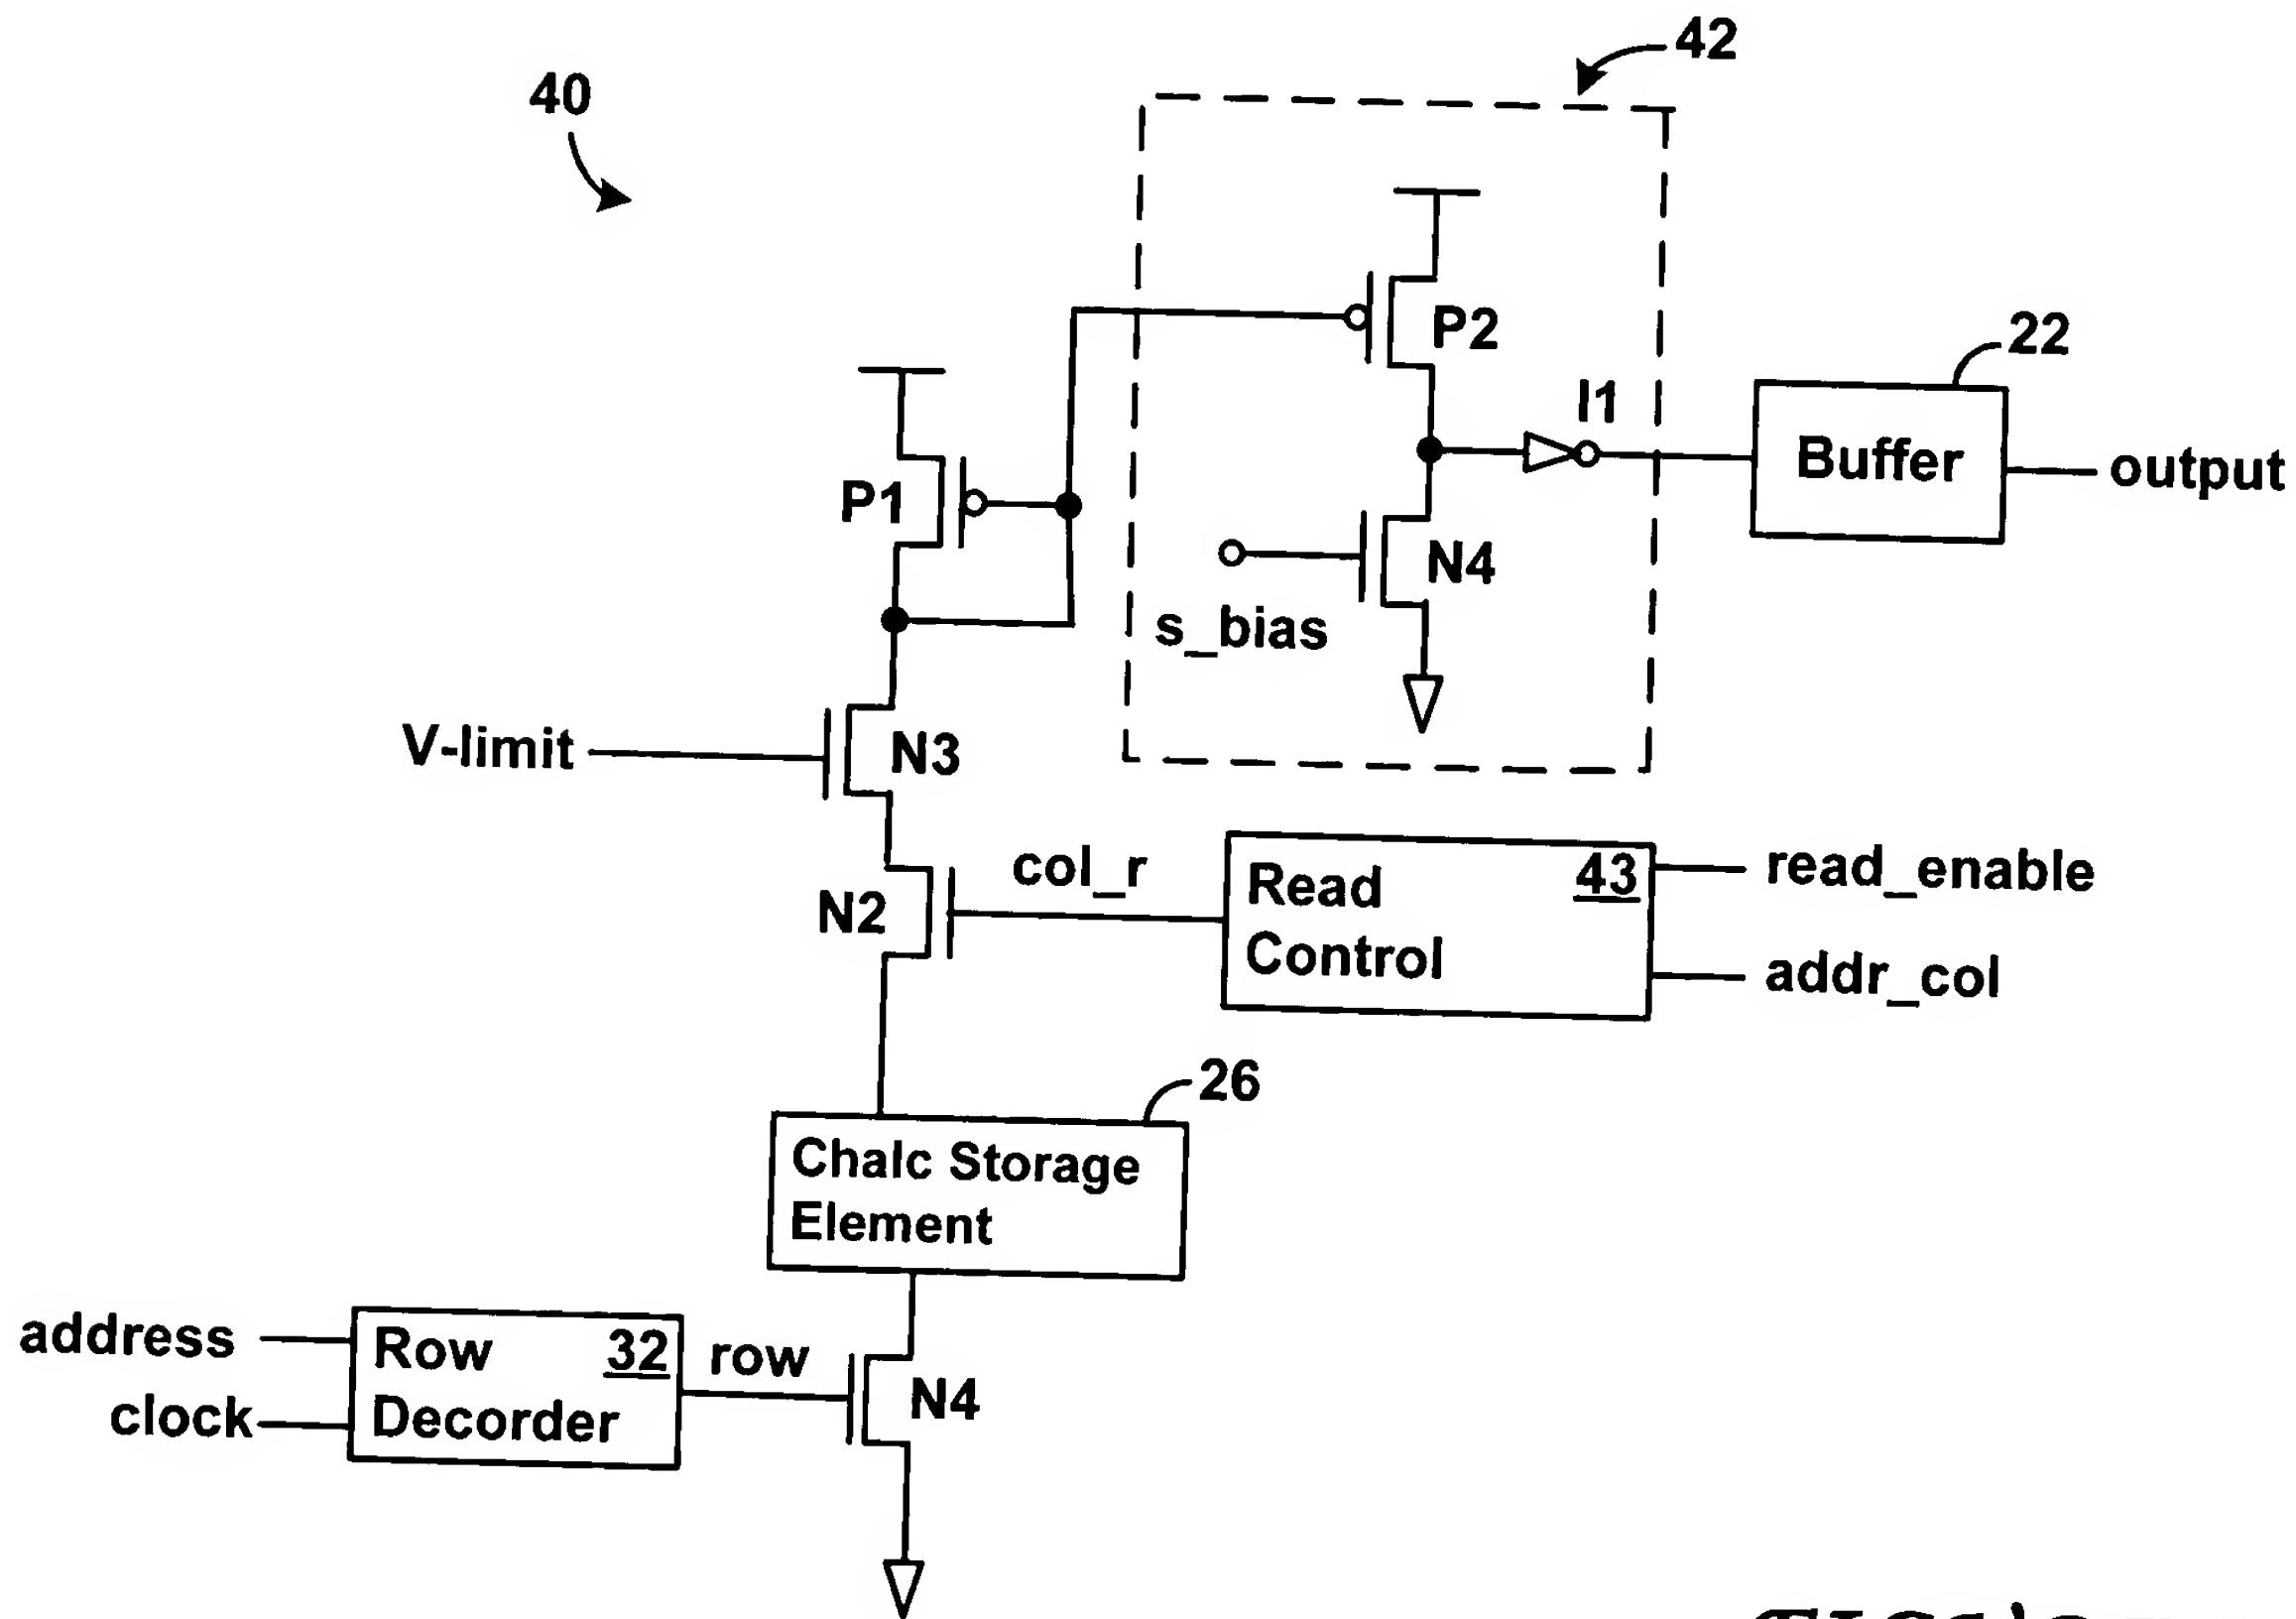 42
40
P2
22
I1
Buffer
output
P1
N4
s_bias
V-limit
N3
col_r
Read 43
Control
read_enable
N2
addr_col
26
Chalc Storage
Element
address
Row 32
Decorder
row
clock
N4